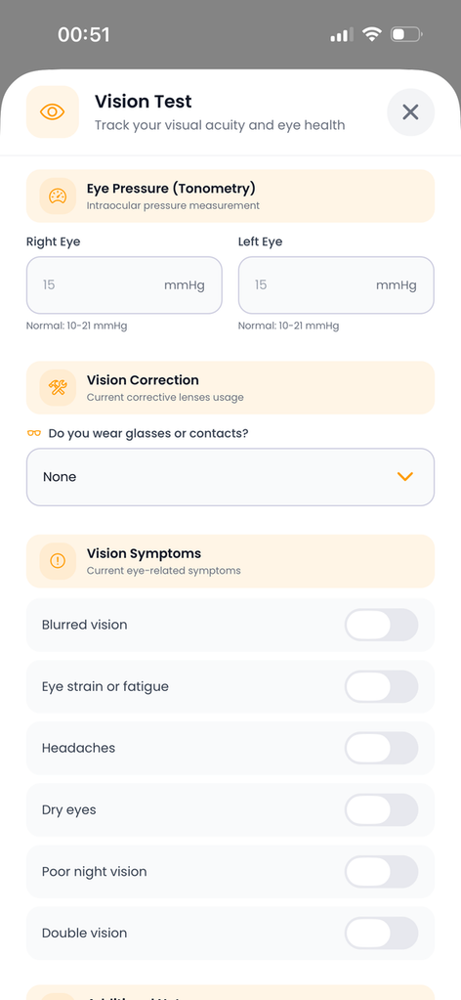 00:51
Vision Test
Track your visual acuity and eye health
Eye Pressure (Tonometry)
Intraocular pressure measurement
Right Eye
Left Eye
15 mmHg
15 mmHg
Normal: 10-21 mmHg
Normal: 10-21 mmHg
Vision Correction
Current corrective lenses usage
Do you wear glasses or contacts?
None
Vision Symptoms
Current eye-related symptoms
Blurred vision
Eye strain or fatigue
Headaches
Dry eyes
Poor night vision
Double vision